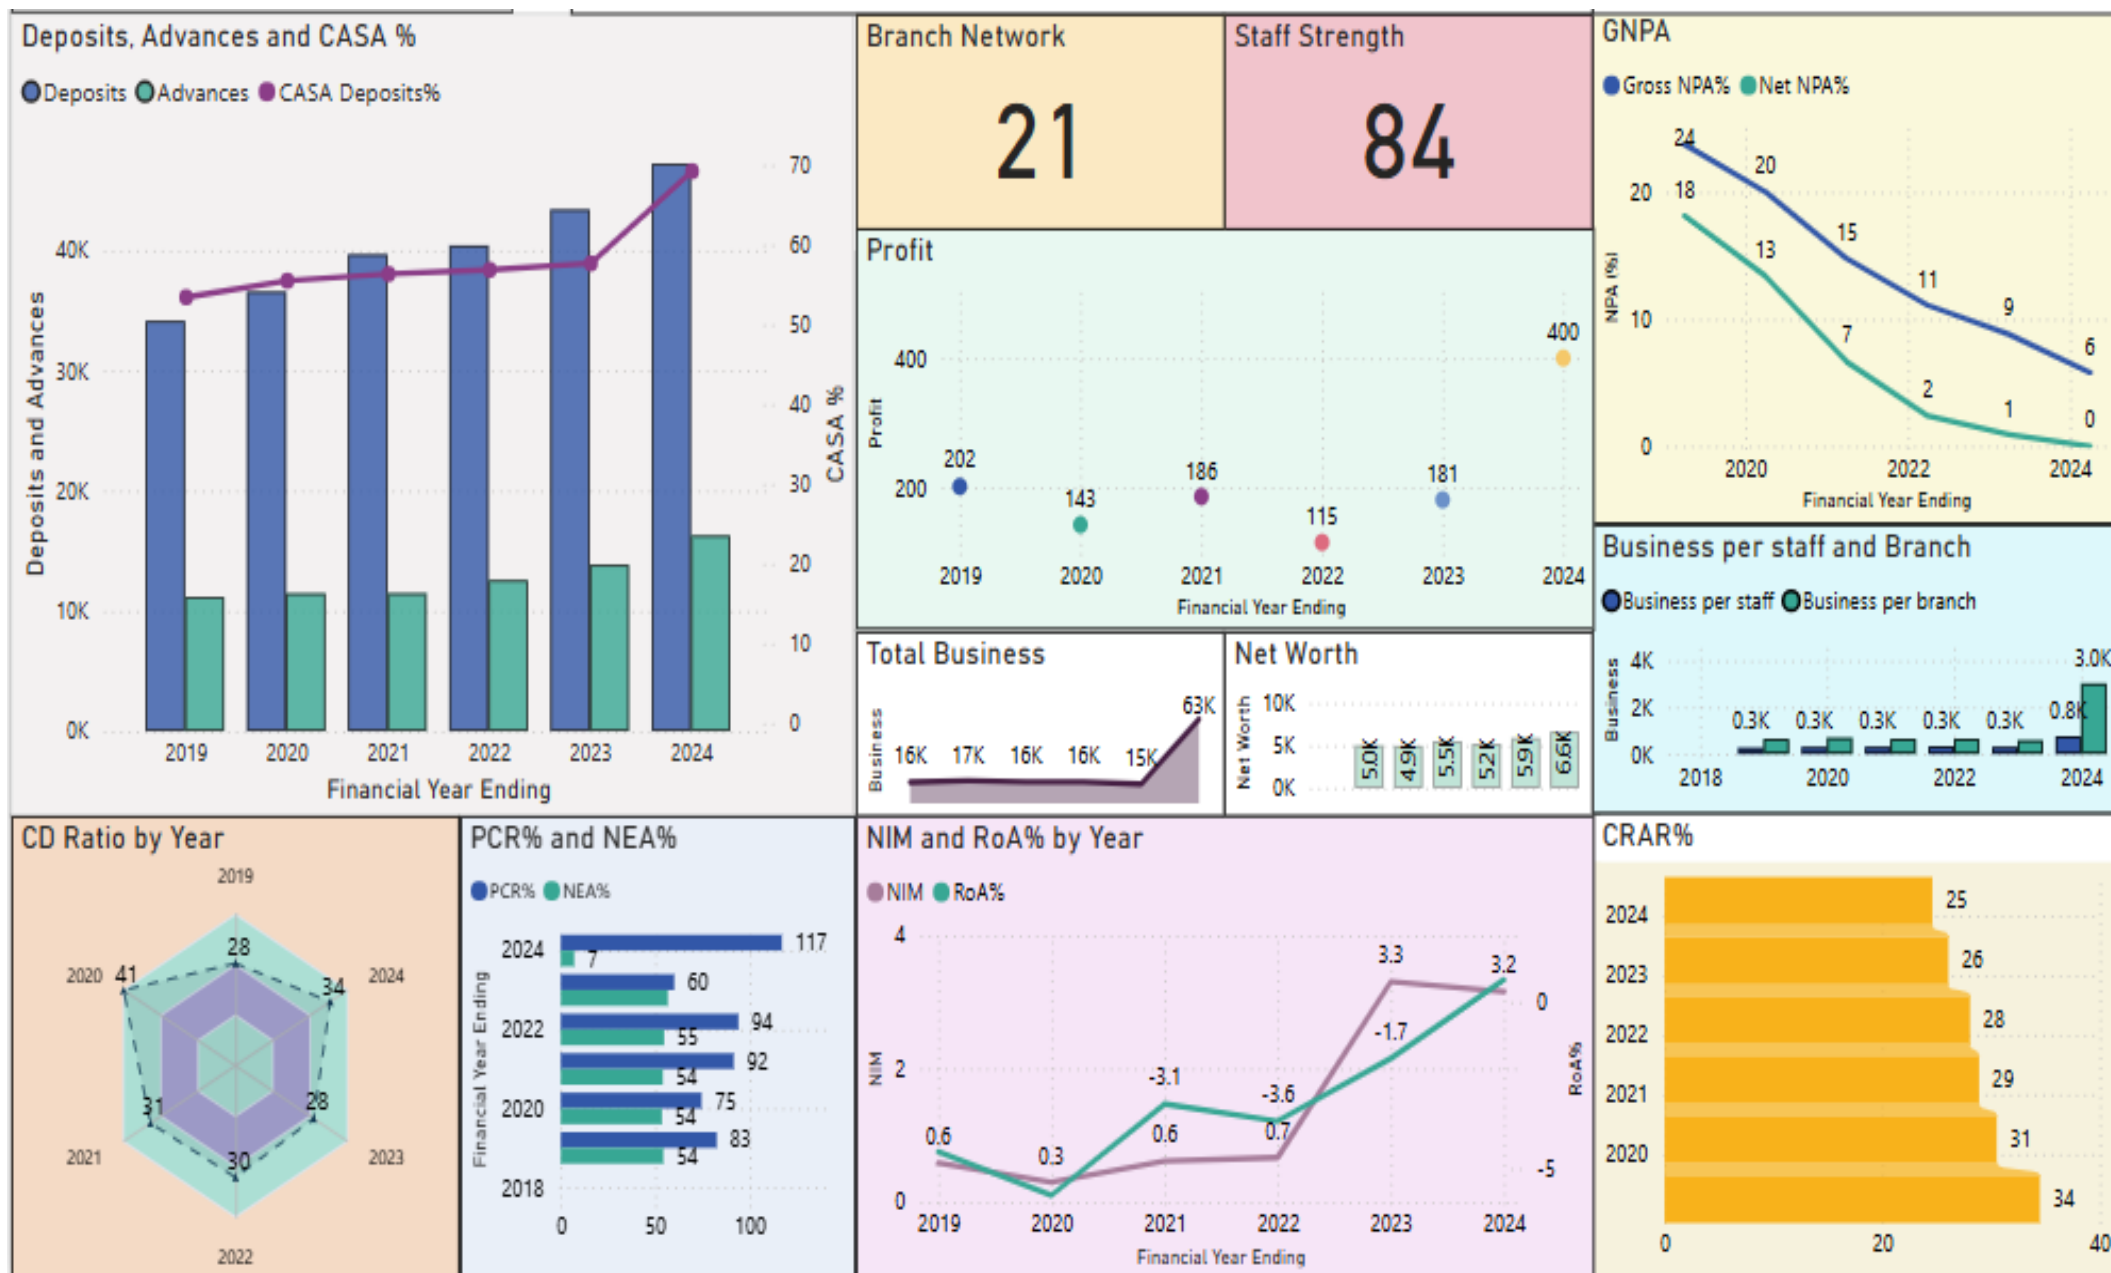 Deposits, Advances and CASA %
Deposits Advances CASA Deposits%
Deposits and Advances
40K
30K
20K
10K
0K
70
60
50
40
30
20
10
0
CASA %
2019 2020 2021 2022 2023 2024
Financial Year Ending
Branch Network
21
Staff Strength
84
GNPA
Gross NPA% Net NPA%
NPA (%)
20
10
0
24 20 15 11 9 6
18 13 7 2 1 0
2020 2022 2024
Financial Year Ending
Profit
Profit
400
200
202 143 186 115 181 400
2019 2020 2021 2022 2023 2024
Financial Year Ending
Business per staff and Branch
Business per staff Business per branch
Business
4K
2K
0K
0.3K 0.3K 0.3K 0.3K 0.3K 0.8K 3.0K
2018 2020 2022 2024
Total Business
Business
16K 17K 16K 16K 15K 63K
Net Worth
Net Worth
10K
5K
0K
5.0K 4.9K 5.5K 5.2K 5.9K 6.6K
CD Ratio by Year
2019
28
2020 41
34 2024
31
28
2021
2023
30
2022
PCR% and NEA%
PCR% NEA%
Financial Year Ending
2024
2022
2020
2018
117
7
60
94
55
92
54
75
54
83
54
0 50 100
NIM and RoA% by Year
NIM RoA%
NIM
4
2
0
0.6 0.3 0.6 0.7 3.3 3.2
-3.1 -3.6 -1.7
0
-5
RoA%
2019 2020 2021 2022 2023 2024
Financial Year Ending
CRAR%
2024 25
2023 26
2022 28
2021 29
2020 31
34
0 20 40